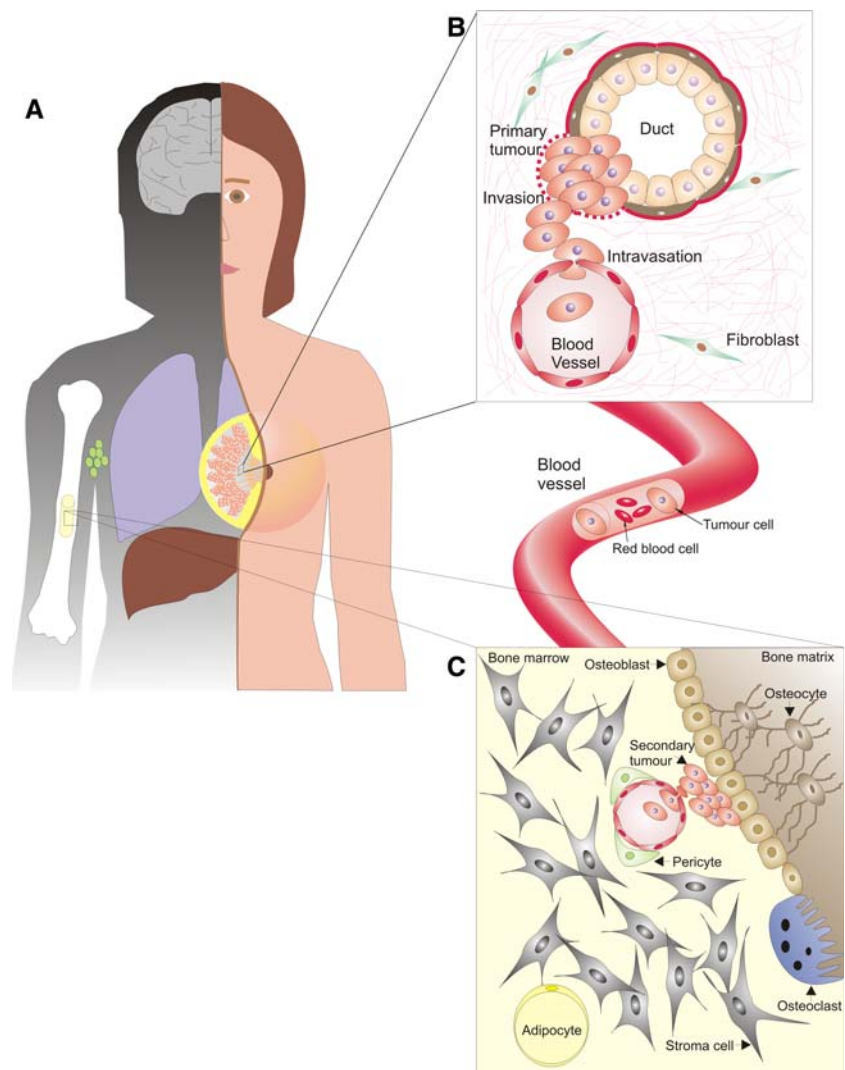 A
B
Primary
tumour
Duct
Invasion
Intravasation
Blood
Vessel
Fibroblast
Blood
vessel
Tumour cell
Red blood cell
C
Bone marrow
Osteoblast
Bone matrix
Osteocyte
Secondary
tumour
Pericyte
Adipocyte
Stroma cell
Osteoclast